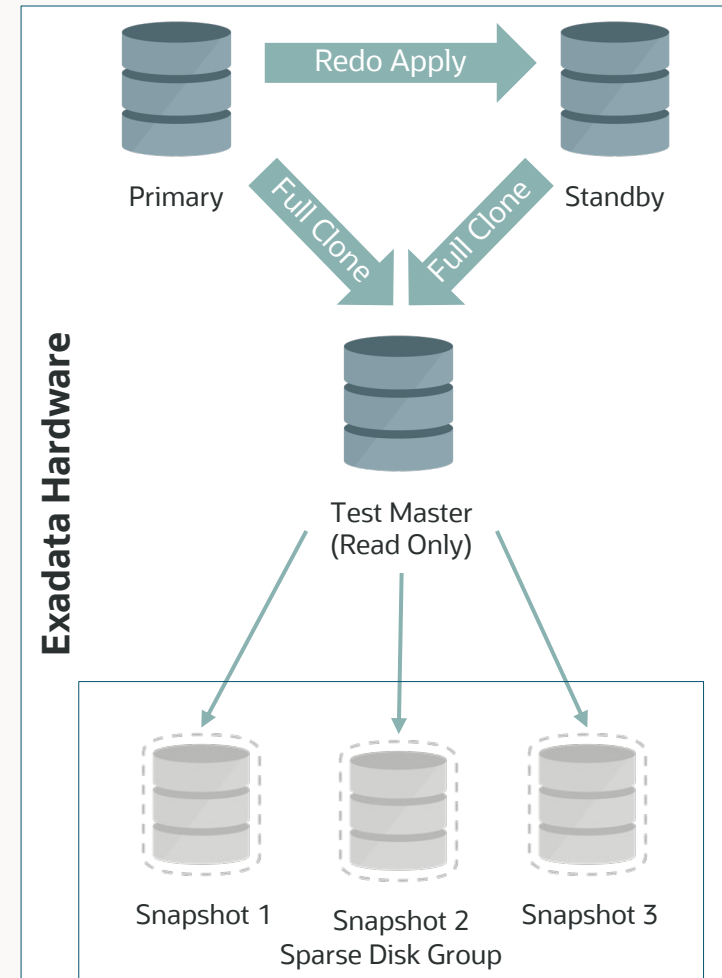 Redo Apply
Primary
Standby
Full Clone
Full Clone
Exadata Hardware
Test Master
(Read Only)
Snapshot 1
Snapshot 2
Snapshot 3
Sparse Disk Group